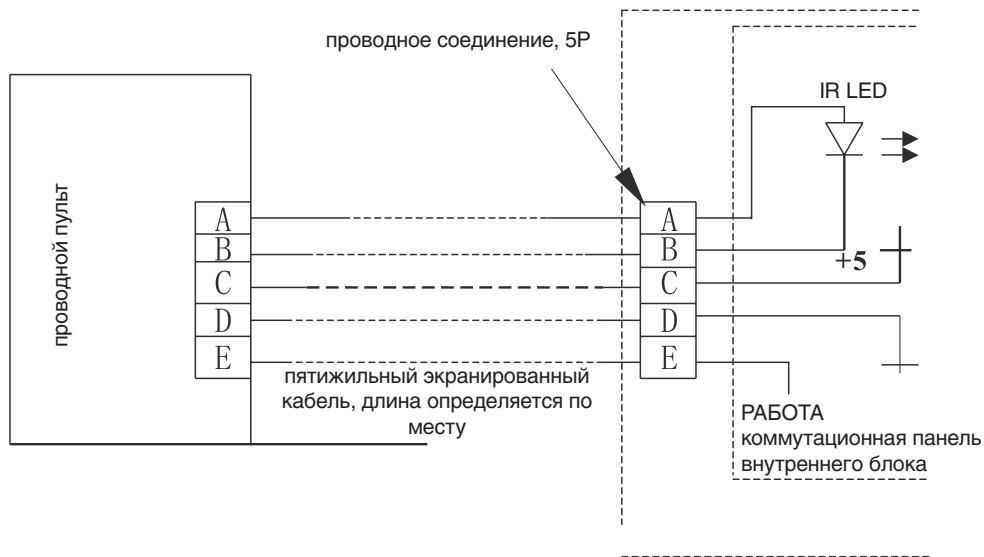 проводное соединение, 5P
IR LED
проводной пульт
A
B
C
D
E
A
B
C
D
E
+5
пятижильный экранированный
кабель, длина определяется по
месту
РАБОТА
коммутационная панель
внутреннего блока